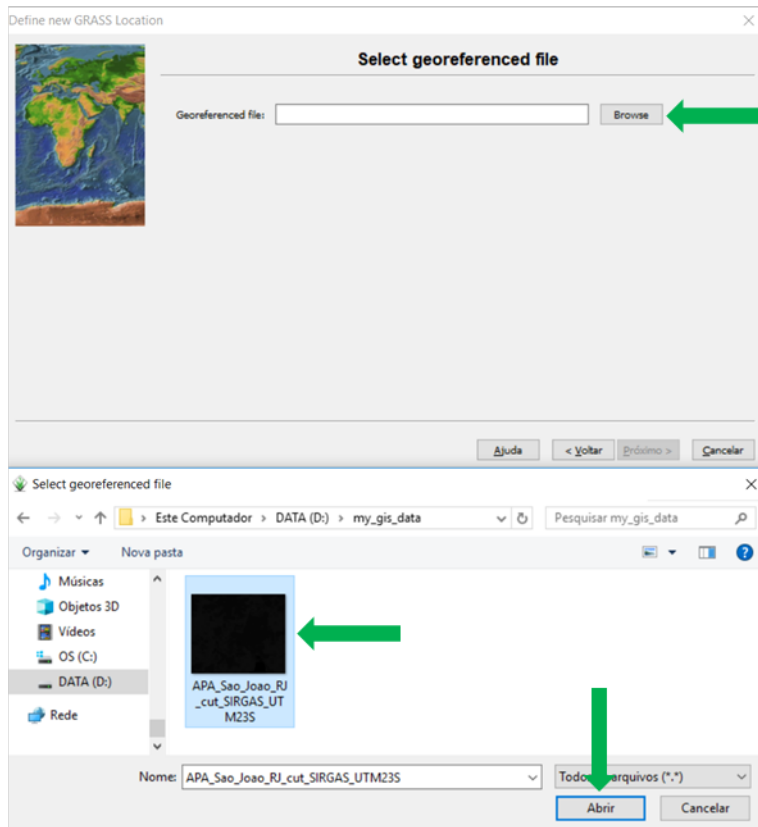 Define new GRASS Location
Select georeferenced file
Georeferenced file:
Browse
Ajuda
< Voltar
Próximo >
Cancelar
Select georeferenced file
Este Computador > DATA (D:) > my_gis_data
Pesquisar my_gis_data
Organizar
Nova pasta
Músicas
Objetos 3D
Vídeos
OS (C:)
DATA (D:)
Rede
APA_Sao_Joao_RJ
_cut_SIRGAS_UT
M23S
Nome: APA_Sao_Joao_RJ_cut_SIRGAS_UTM23S
arquivos (*.*)
Abrir
Cancelar